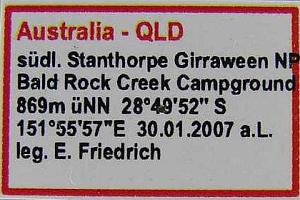 Australia - QLD
südl. Stanthorpe Girraween NP
Bald Rock Creek Campground
869m üNN 28°49'52" S
151°55'57"E 30.01.2007 a.L.
leg. E. Friedrich